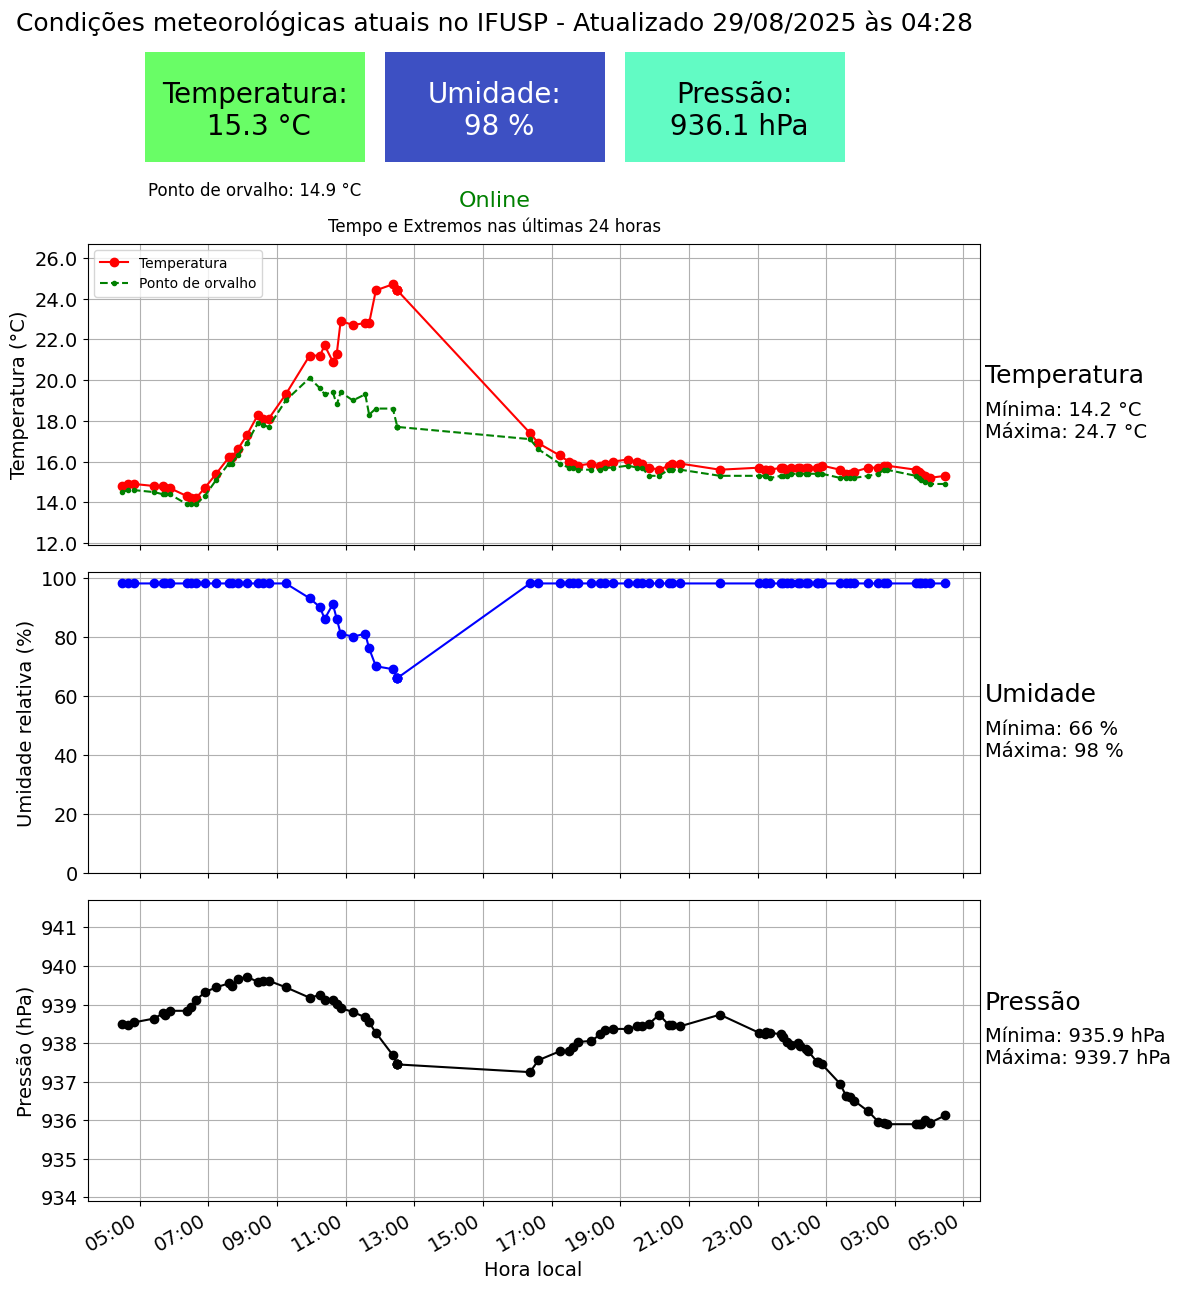 Condições meteorológicas atuais no IFUSP - Atualizado 29/08/2025 às 04:28
Temperatura:
15.3 °C
Umidade:
98 %
Pressão:
936.1 hPa
Ponto de orvalho: 14.9 °C
Online
Tempo e Extremos nas últimas 24 horas
Temperatura (°C)
26.0
24.0
22.0
20.0
18.0
16.0
14.0
12.0
Temperatura
Ponto de orvalho
Temperatura
Mínima: 14.2 °C
Máxima: 24.7 °C
Umidade relativa (%)
100
80
60
40
20
0
Umidade
Mínima: 66 %
Máxima: 98 %
Pressão (hPa)
941
940
939
938
937
936
935
934
Pressão
Mínima: 935.9 hPa
Máxima: 939.7 hPa
05:00 07:00 09:00 11:00 13:00 15:00 17:00 19:00 21:00 23:00 01:00 03:00 05:00
Hora local